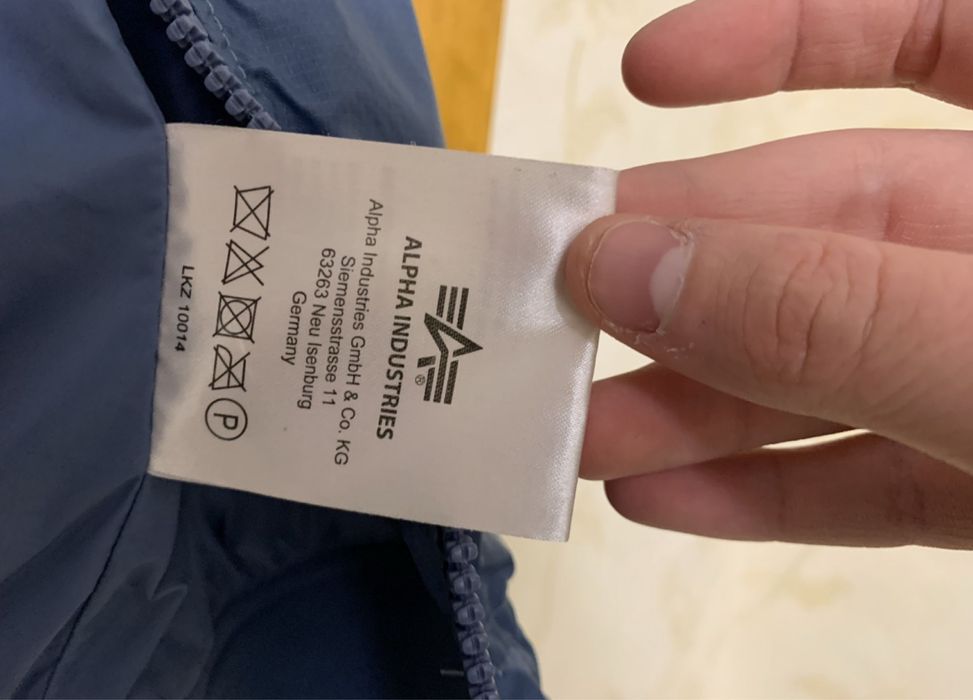 ALPHA INDUSTRIES
Alpha Industries GmbH & Co. KG
Siemensstrasse 11
63263 Neu Isenburg
Germany
P
LKZ 10014